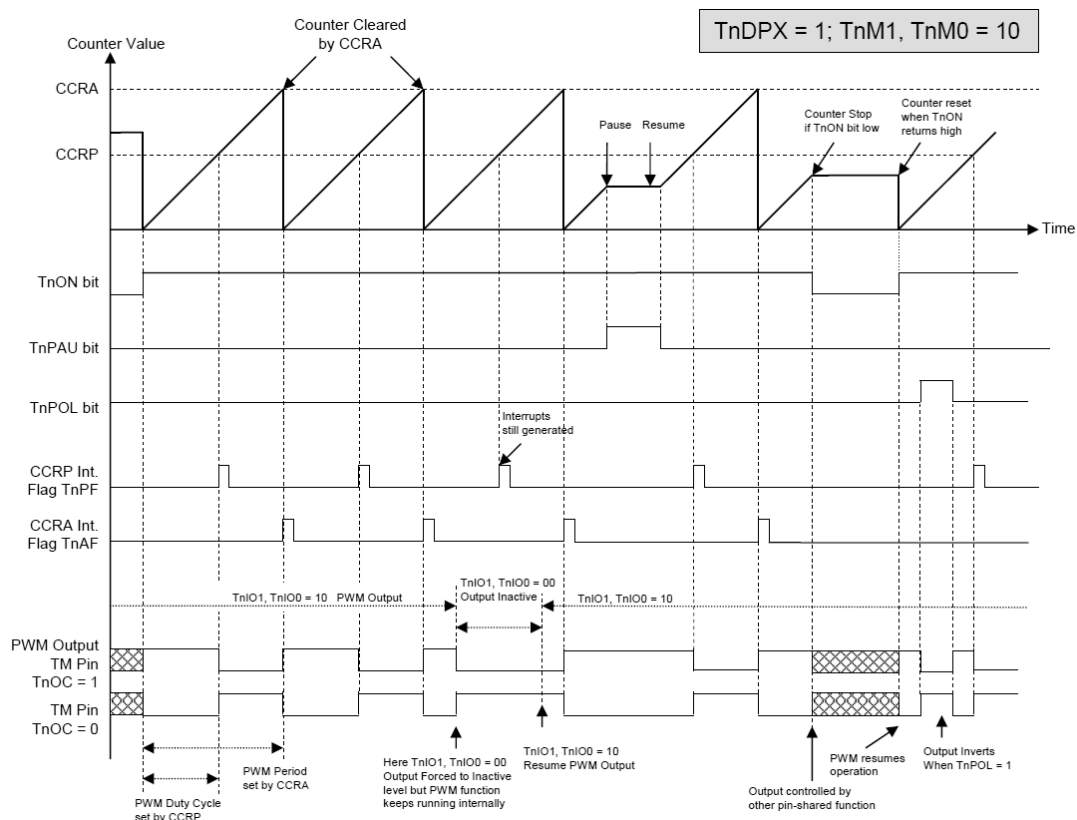 TnDPX = 1; TnM1, TnM0 = 10
Counter Cleared
by CCRA
Counter Value
CCRA
CCRP
Pause
Resume
Counter Stop
if TnON bit low
Counter reset
when TnON
returns high
Time
TnON bit
TnPAU bit
TnPOL bit
Interrupts
still generated
CCRP Int.
Flag TnPF
CCRA Int.
Flag TnAF
TnIO1, TnIO0 = 10 PWM Output
TnIO1, TnIO0 = 00
Output Inactive
TnIO1, TnIO0 = 10
PWM Output
TM Pin
TnOC = 1
TM Pin
TnOC = 0
PWM Duty Cycle
set by CCRP
PWM Period
set by CCRA
Here TnIO1, TnIO0 = 00
Output Forced to Inactive
level but PWM function
keeps running internally
TnIO1, TnIO0 = 10
Resume PWM Output
Output controlled by
other pin-shared function
PWM resumes
operation
Output Inverts
When TnPOL = 1